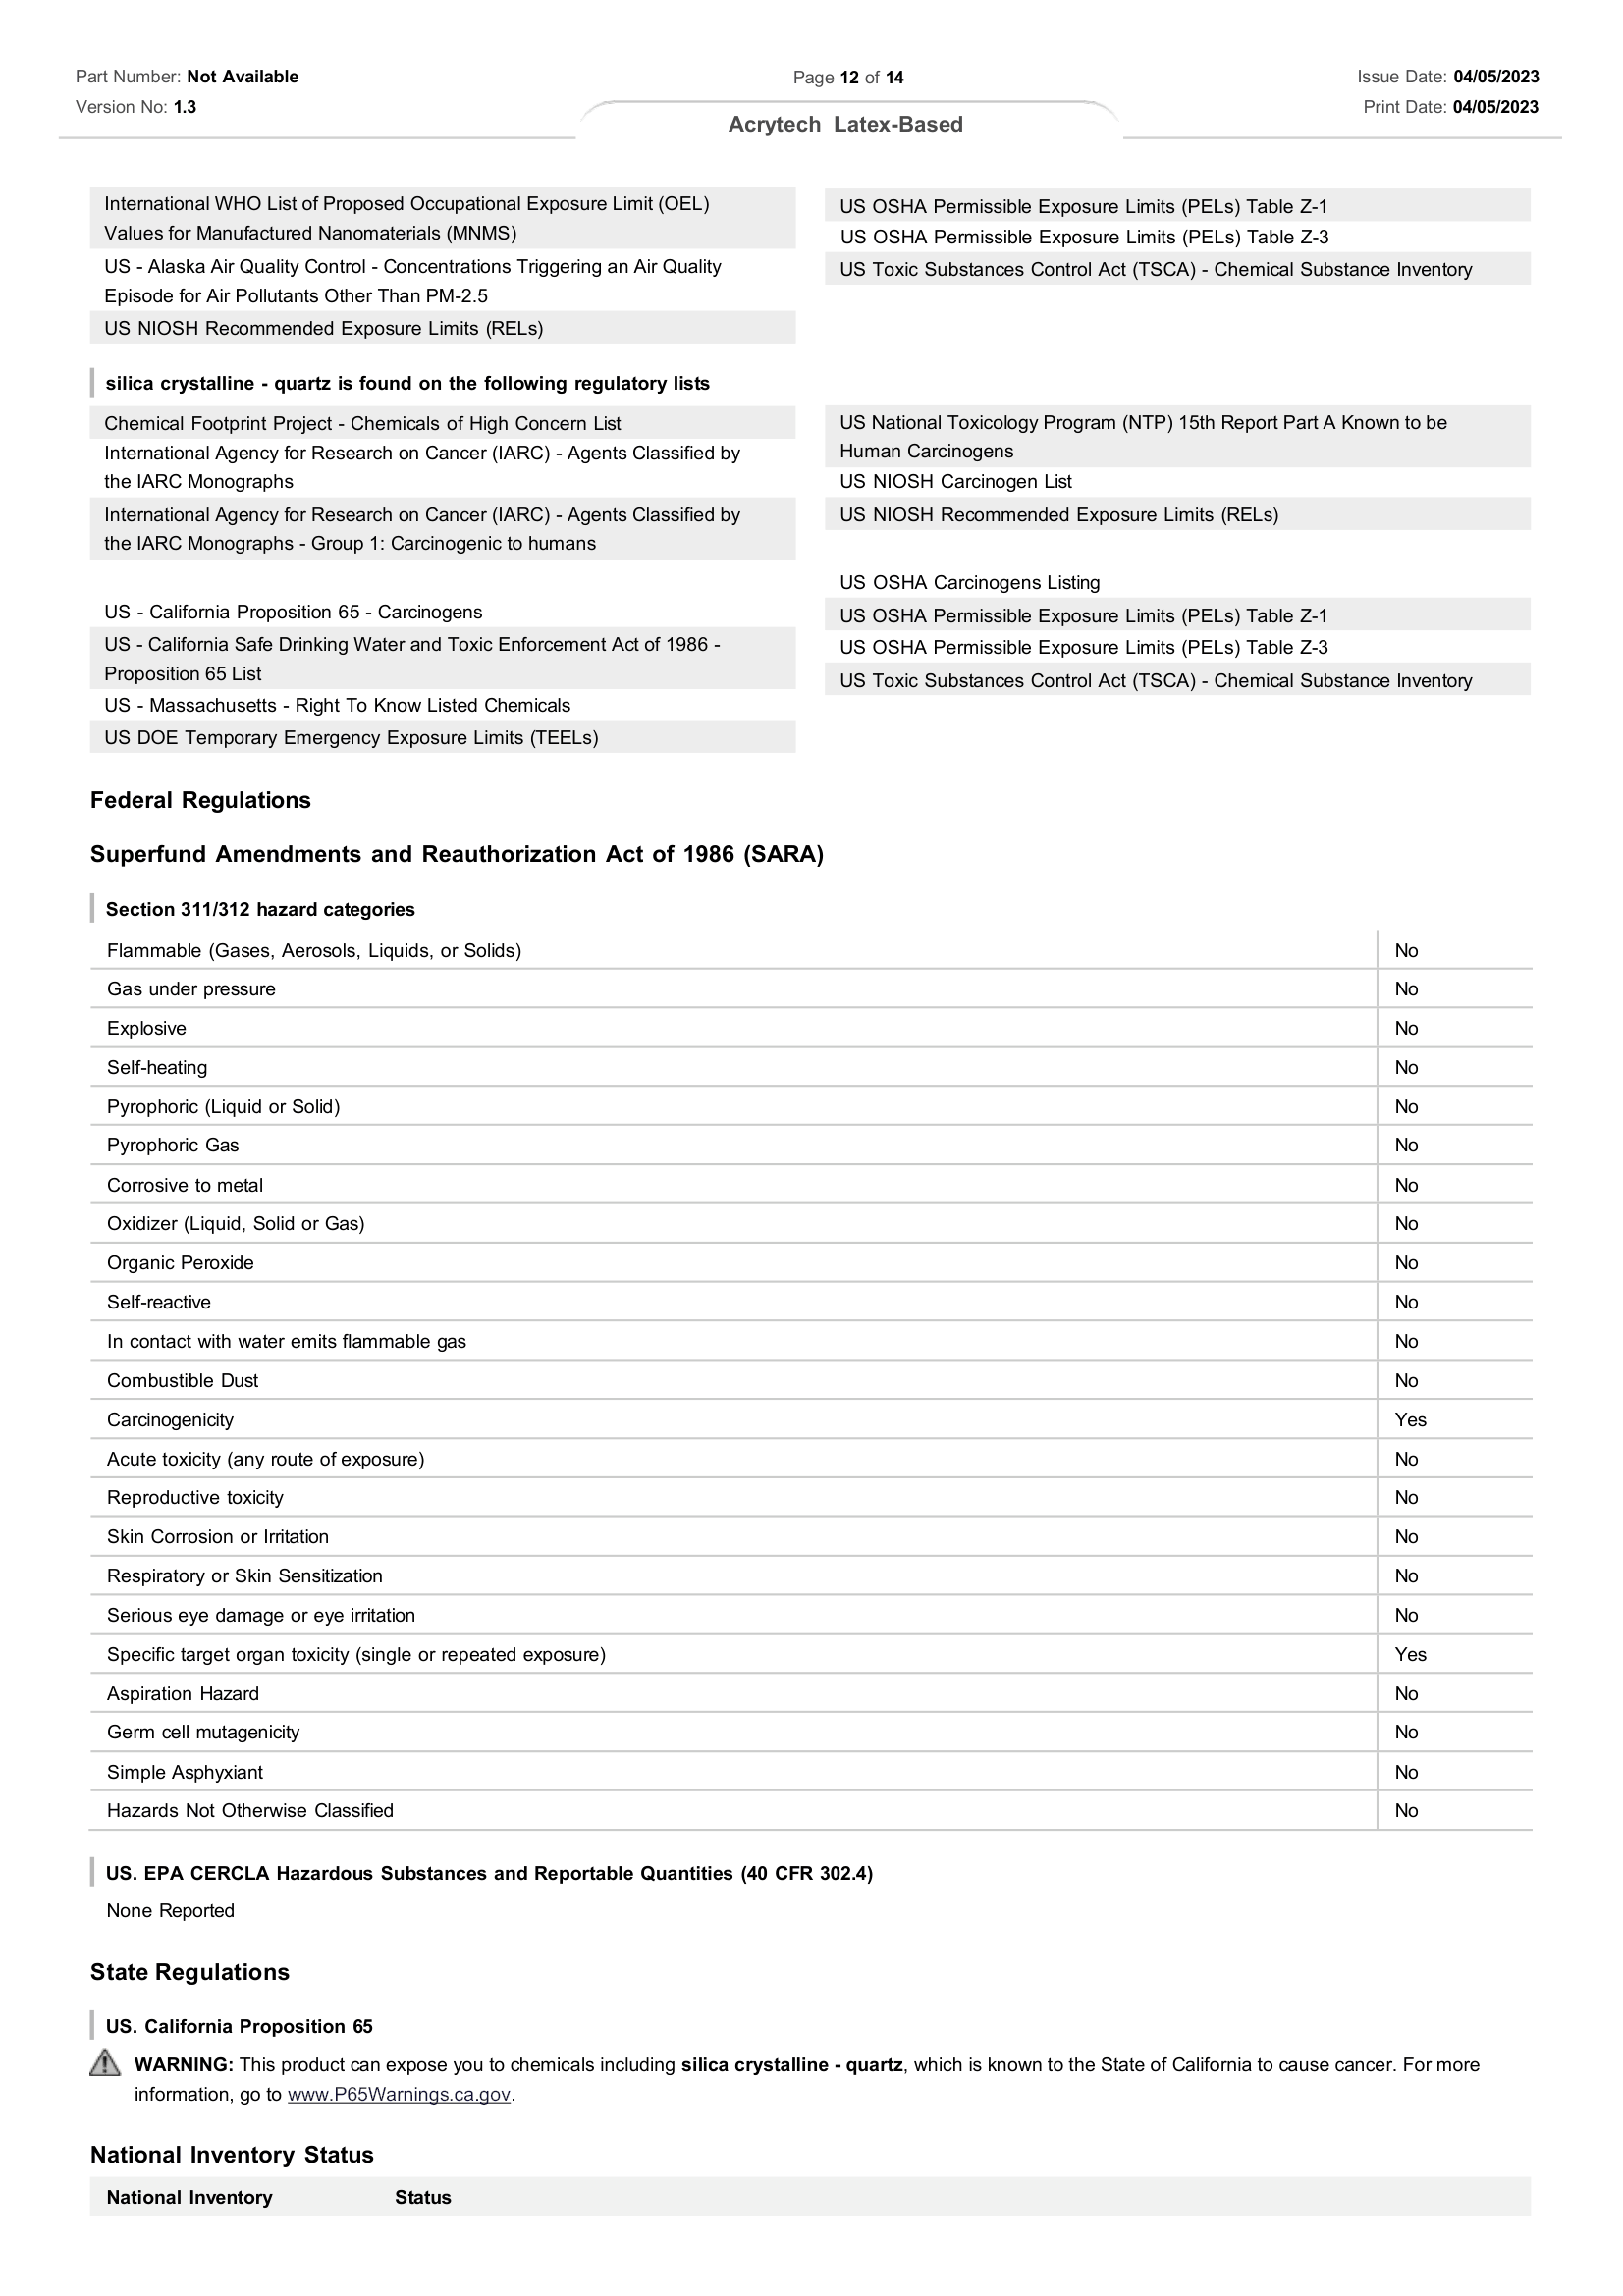 Part Number: Not Available
Version No: 1.3
Page 12 of 14
Acrytech Latex-Based
Issue Date: 04/05/2023
Print Date: 04/05/2023
International WHO List of Proposed Occupational Exposure Limit (OEL)
Values for Manufactured Nanomaterials (MNMS)
US - Alaska Air Quality Control - Concentrations Triggering an Air Quality
Episode for Air Pollutants Other Than PM-2.5
US NIOSH Recommended Exposure Limits (RELs)
US OSHA Permissible Exposure Limits (PELs) Table Z-1
US OSHA Permissible Exposure Limits (PELs) Table Z-3
US Toxic Substances Control Act (TSCA) - Chemical Substance Inventory
silica crystalline - quartz is found on the following regulatory lists
Chemical Footprint Project - Chemicals of High Concern List
International Agency for Research on Cancer (IARC) - Agents Classified by
the IARC Monographs
International Agency for Research on Cancer (IARC) - Agents Classified by
the IARC Monographs - Group 1: Carcinogenic to humans
US - California Proposition 65 - Carcinogens
US - California Safe Drinking Water and Toxic Enforcement Act of 1986 -
Proposition 65 List
US - Massachusetts - Right To Know Listed Chemicals
US DOE Temporary Emergency Exposure Limits (TEELs)
US National Toxicology Program (NTP) 15th Report Part A Known to be
Human Carcinogens
US NIOSH Carcinogen List
US NIOSH Recommended Exposure Limits (RELs)
US OSHA Carcinogens Listing
US OSHA Permissible Exposure Limits (PELs) Table Z-1
US OSHA Permissible Exposure Limits (PELs) Table Z-3
US Toxic Substances Control Act (TSCA) - Chemical Substance Inventory
Federal Regulations
Superfund Amendments and Reauthorization Act of 1986 (SARA)
Section 311/312 hazard categories
Flammable (Gases, Aerosols, Liquids, or Solids) No
Gas under pressure No
Explosive No
Self-heating No
Pyrophoric (Liquid or Solid) No
Pyrophoric Gas No
Corrosive to metal No
Oxidizer (Liquid, Solid or Gas) No
Organic Peroxide No
Self-reactive No
In contact with water emits flammable gas No
Combustible Dust No
Carcinogenicity Yes
Acute toxicity (any route of exposure) No
Reproductive toxicity No
Skin Corrosion or Irritation No
Respiratory or Skin Sensitization No
Serious eye damage or eye irritation No
Specific target organ toxicity (single or repeated exposure) Yes
Aspiration Hazard No
Germ cell mutagenicity No
Simple Asphyxiant No
Hazards Not Otherwise Classified No
US. EPA CERCLA Hazardous Substances and Reportable Quantities (40 CFR 302.4)
None Reported
State Regulations
US. California Proposition 65
WARNING: This product can expose you to chemicals including silica crystalline - quartz, which is known to the State of California to cause cancer. For more
information, go to www.P65Warnings.ca.gov.
National Inventory Status
National Inventory Status